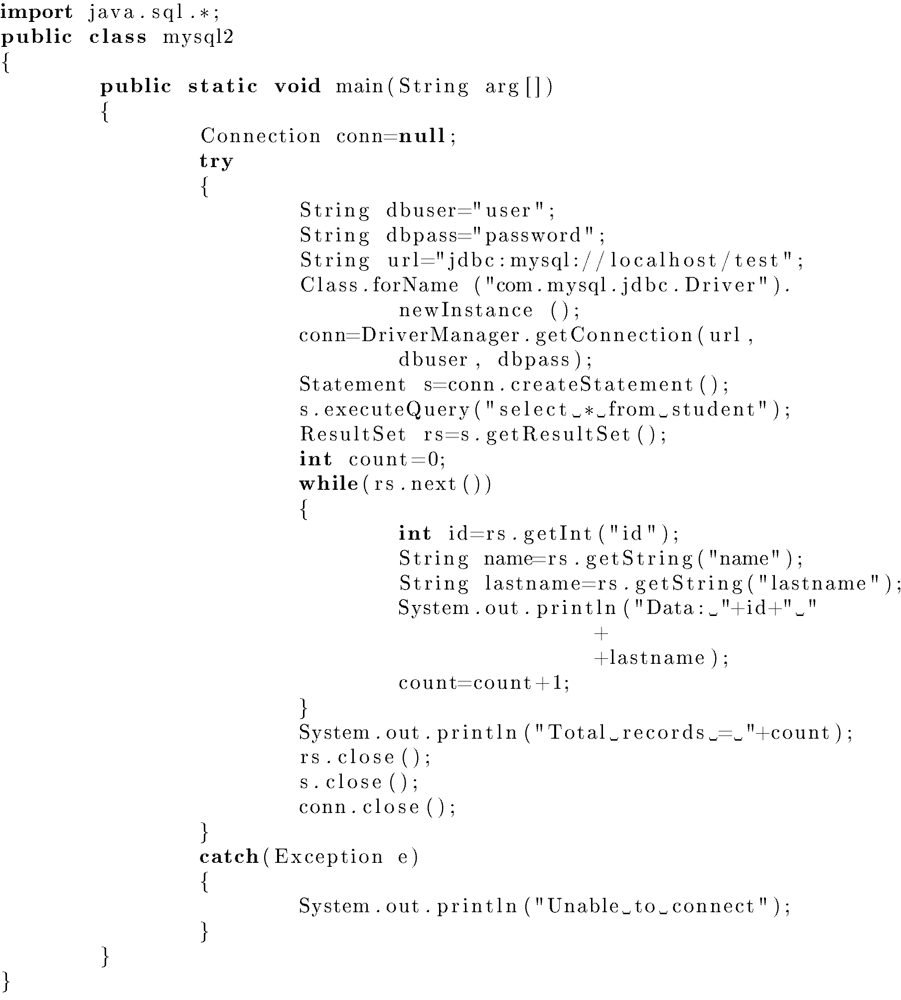 import java.sql.*;
public class mysql2
{
public static void main(String arg[])
{
Connection conn=null;
try
{
String dbuser="user";
String dbpass="password";
String url="jdbc:mysql://localhost/test";
Class.forName ("com.mysql.jdbc.Driver").
newInstance ();
conn=DriverManager.getConnection(url,
dbuser, dbpass);
Statement s=conn.createStatement();
s.executeQuery("select␣*␣from␣student");
ResultSet rs=s.getResultSet();
int count=0;
while(rs.next())
{
int id=rs.getInt("id");
String name=rs.getString("name");
String lastname=rs.getString("lastname");
System.out.println("Data:␣"+id+"␣"
+
+lastname);
count=count+1;
}
System.out.println("Total␣records␣=␣"+count);
rs.close();
s.close();
conn.close();
}
catch(Exception e)
{
System.out.println("Unable␣to␣connect");
}
}
}